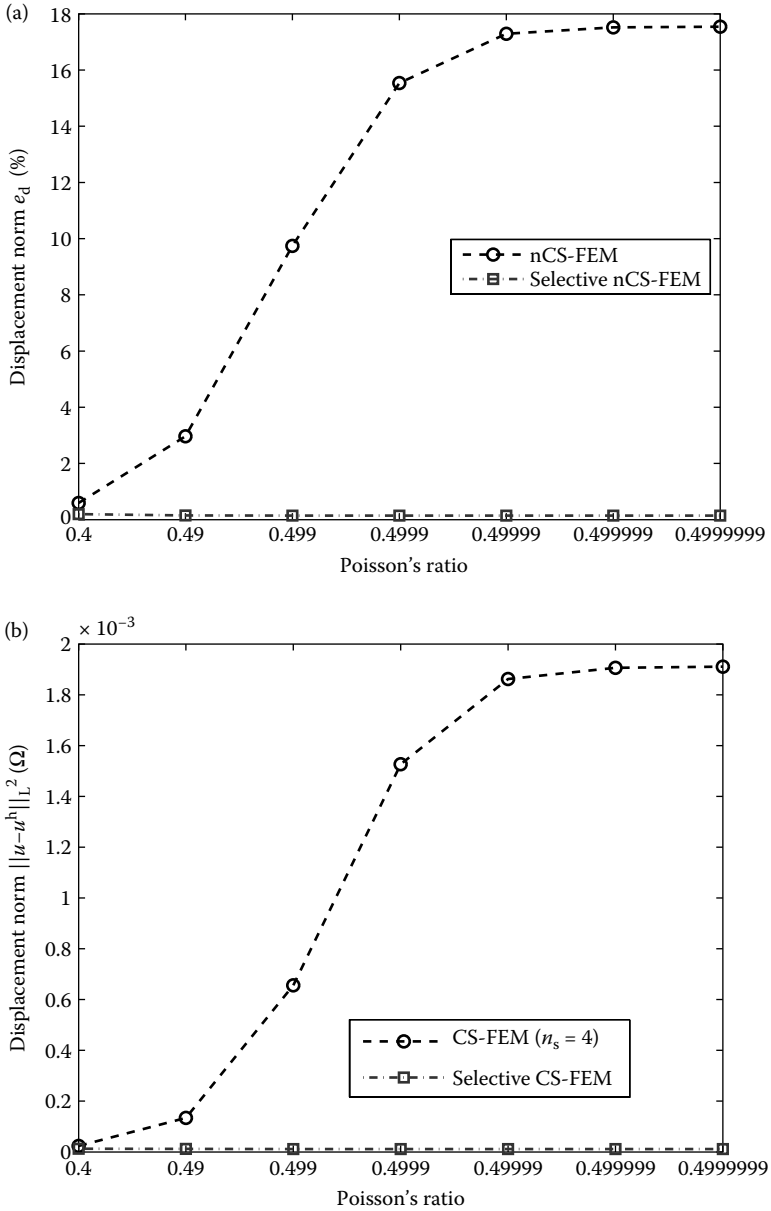 (a)
18
16
14
12
10
8
6
4
2
0
Displacement norm e_d (%)
nCS-FEM
Selective nCS-FEM
0.4 0.49 0.499 0.4999 0.49999 0.499999 0.4999999
Poisson’s ratio
(b)
× 10⁻³
2
1.8
1.6
1.4
1.2
1
0.8
0.6
0.4
0.2
0
Displacement norm ||u–uʰ||_L² (Ω)
CS-FEM (n_s = 4)
Selective CS-FEM
0.4 0.49 0.499 0.4999 0.49999 0.499999 0.4999999
Poisson’s ratio